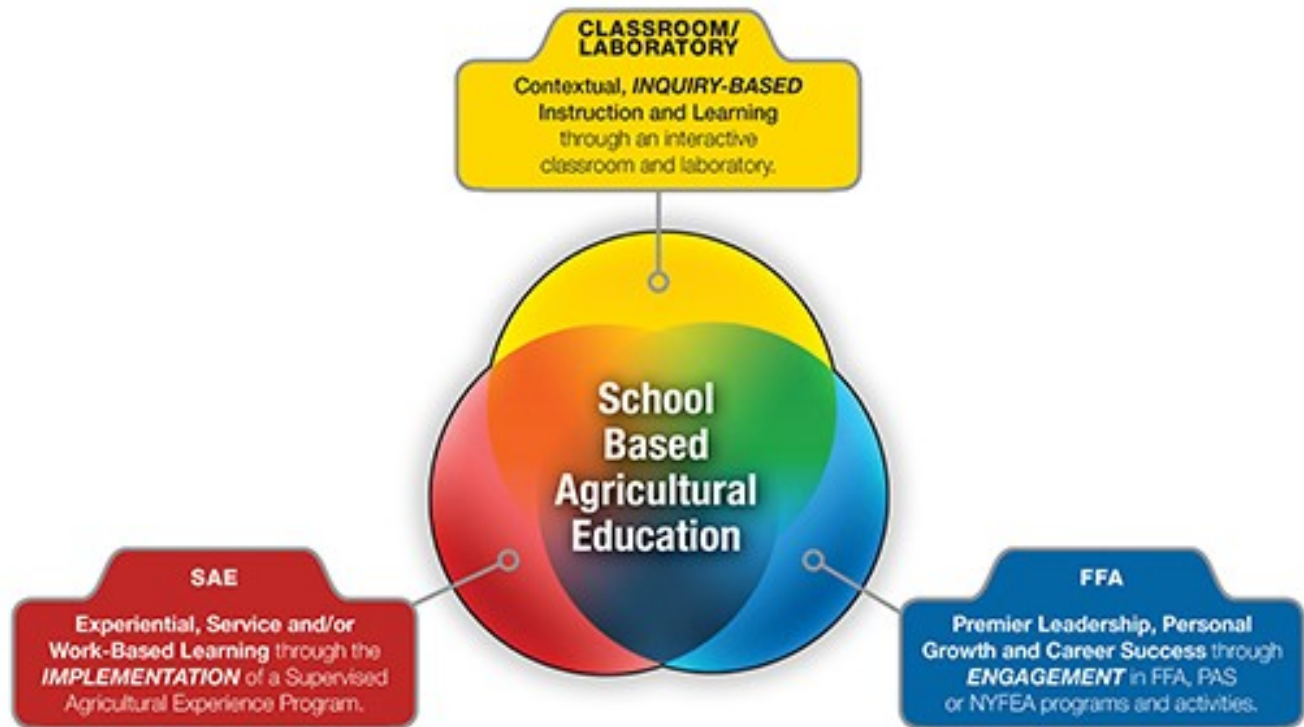 CLASSROOM/
LABORATORY
Contextual, INQUIRY-BASED
Instruction and Learning
through an interactive
classroom and laboratory.
School
Based
Agricultural
Education
SAE
Experiential, Service and/or
Work-Based Learning through the
IMPLEMENTATION of a Supervised
Agricultural Experience Program.
FFA
Premier Leadership, Personal
Growth and Career Success through
ENGAGEMENT in FFA, PAS
or NYFEA programs and activities.